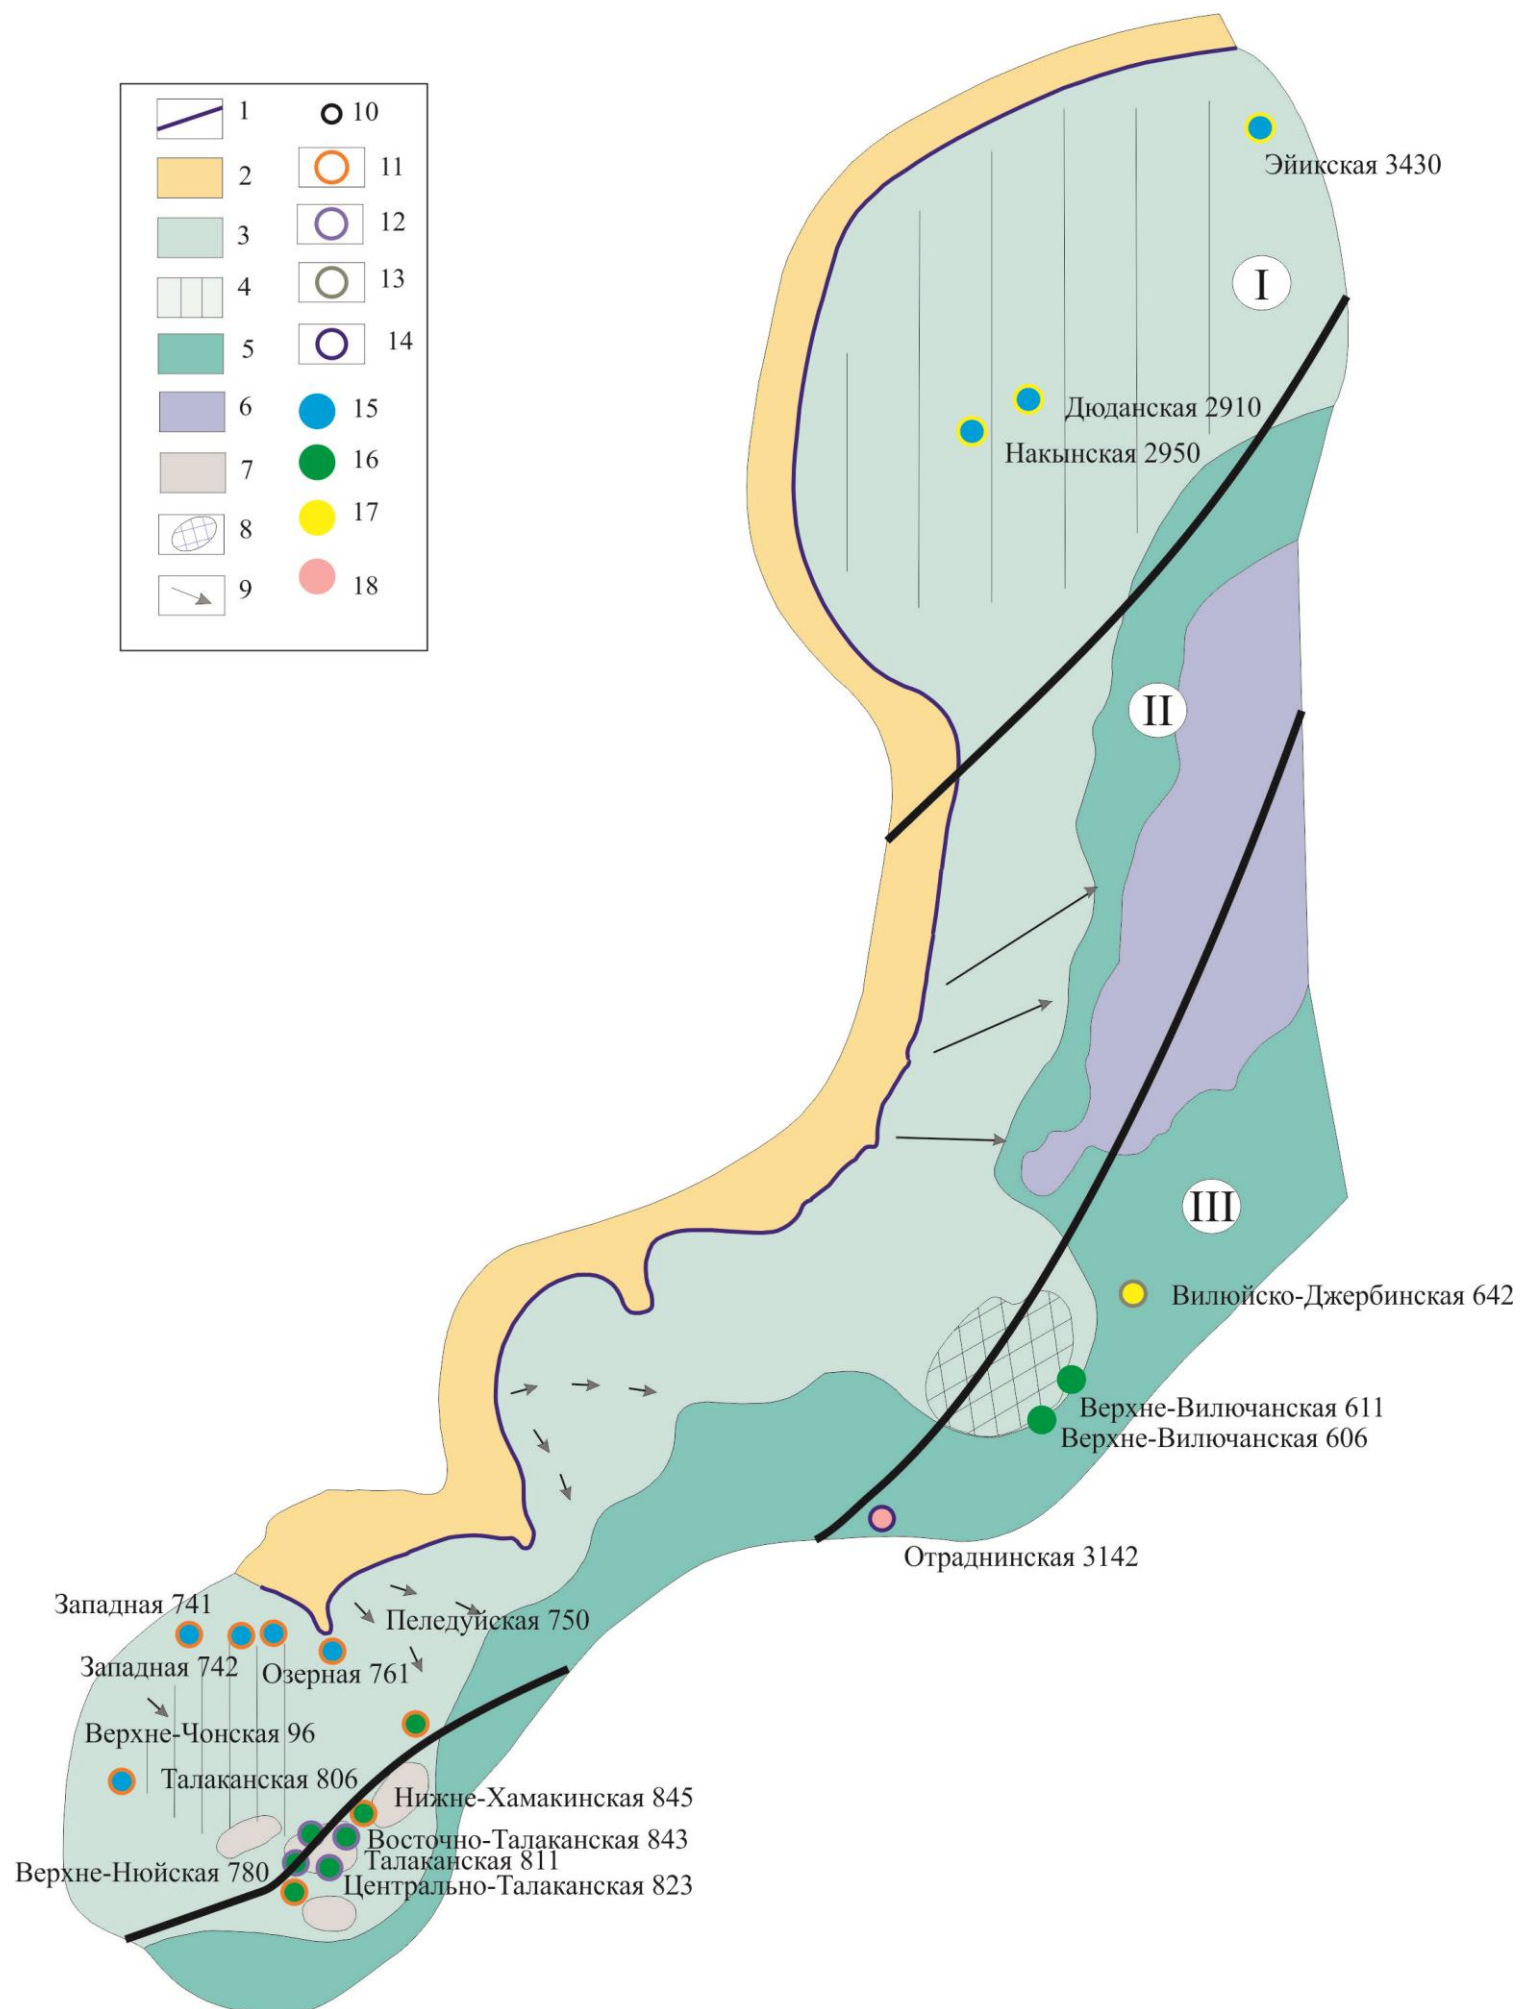 1
2
3
4
5
6
7
8
9
10
11
12
13
14
15
16
17
18
Эйикская 3430
I
Дюданская 2910
Накынская 2950
II
III
Вилюйско-Джербинская 642
Верхне-Вилючанская 611
Верхне-Вилючанская 606
Отраднинская 3142
Западная 741
Пеледуйская 750
Западная 742
Озерная 761
Верхне-Чонская 96
Талаканская 806
Нижне-Хамакинская 845
Восточно-Талаканская 843
Талаканская 811
Верхне-Нюйская 780
Центрально-Талаканская 823